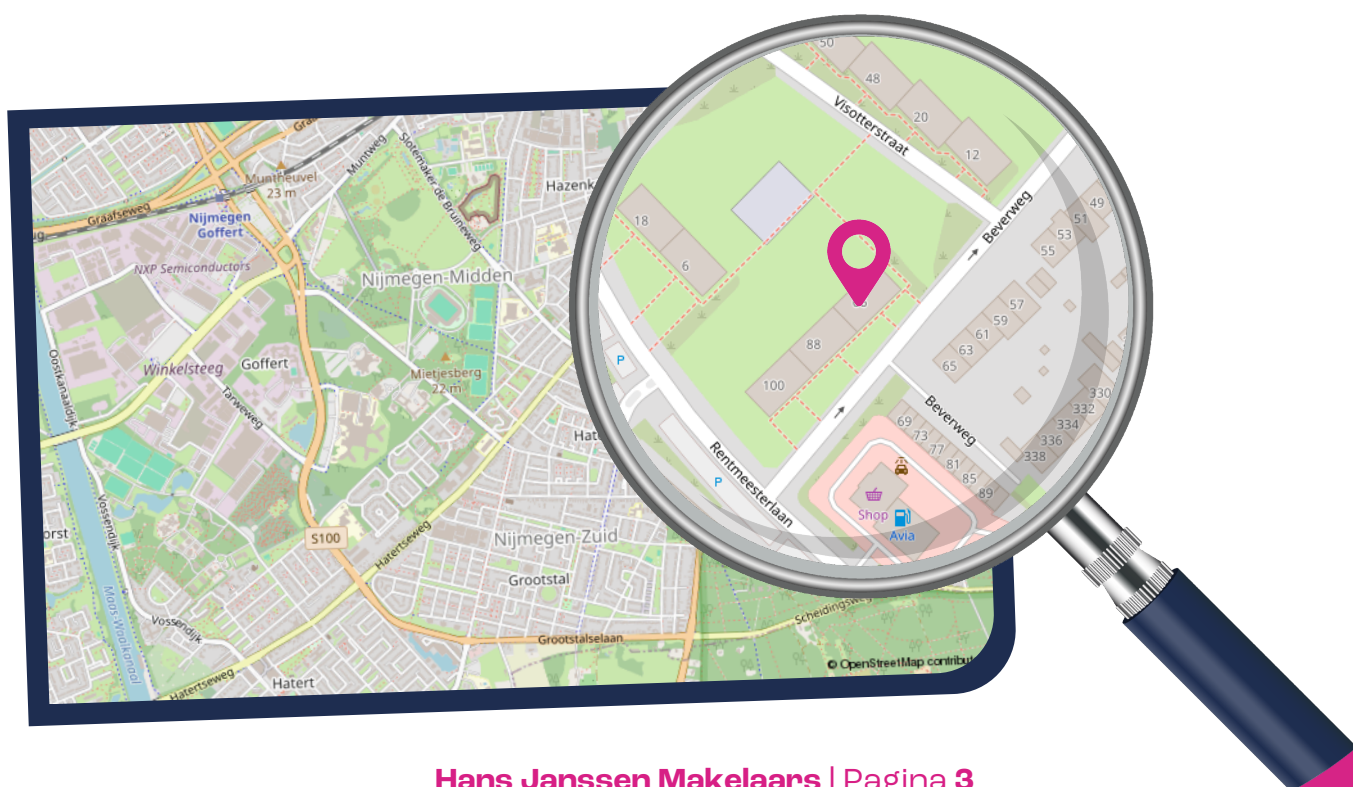 Graafseweg
Muntheuvel
23 m
Muntweg
Slotemaker de Bruïneweg
Nijmegen
Goffert
NXP Semiconductors
Nijmegen-Midden
Oostkanaaldijk
Winkelsteeg
Goffert
Mietjesberg
22 m
Tarweweg
Vossendijk
S100
Hatertseweg
Nijmegen-Zuid
Grootstal
Maas-Waalkanaal
Vossendijk
Grootstalselaan
Scheidingsweg
Hatertseweg
Hatert
© OpenStreetMap contribut
50
48
Visotterstraat
20
12
18
6
Beverweg
49
51
53
55
57
59
61
63
65
88
100
P
Beverweg
330
332
334
336
338
69
73
77
81
85
89
Rentmeesterlaan
P
Shop
Avia
Hans Janssen Makelaars | Pagina 3